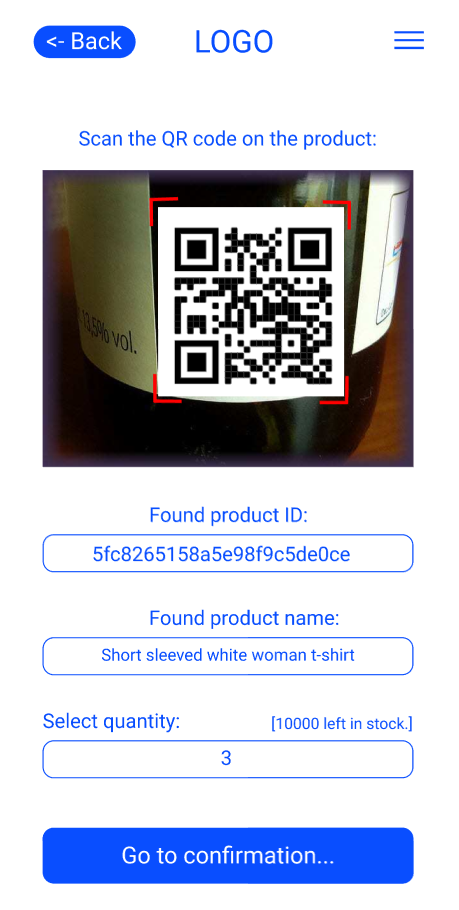 <- Back
LOGO
Scan the QR code on the product:
13,5% vol.
Found product ID:
5fc8265158a5e98f9c5de0ce
Found product name:
Short sleeved white woman t-shirt
Select quantity:
[10000 left in stock.]
3
Go to confirmation...